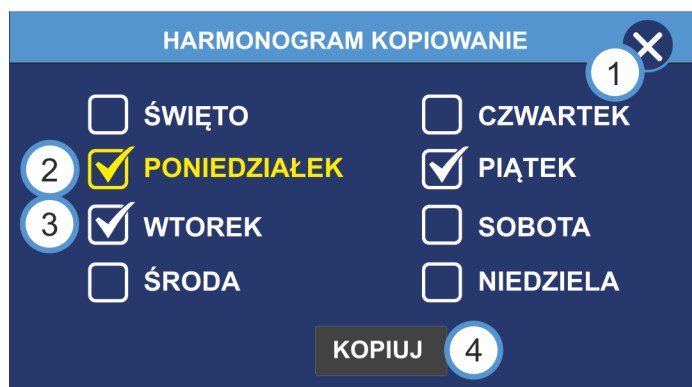 HARMONOGRAM KOPIOWANIE
1
ŚWIĘTO CZWARTEK
2 PONIEDZIAŁEK PIĄTEK
3 WTOREK SOBOTA
ŚRODA NIEDZIELA
KOPIUJ 4